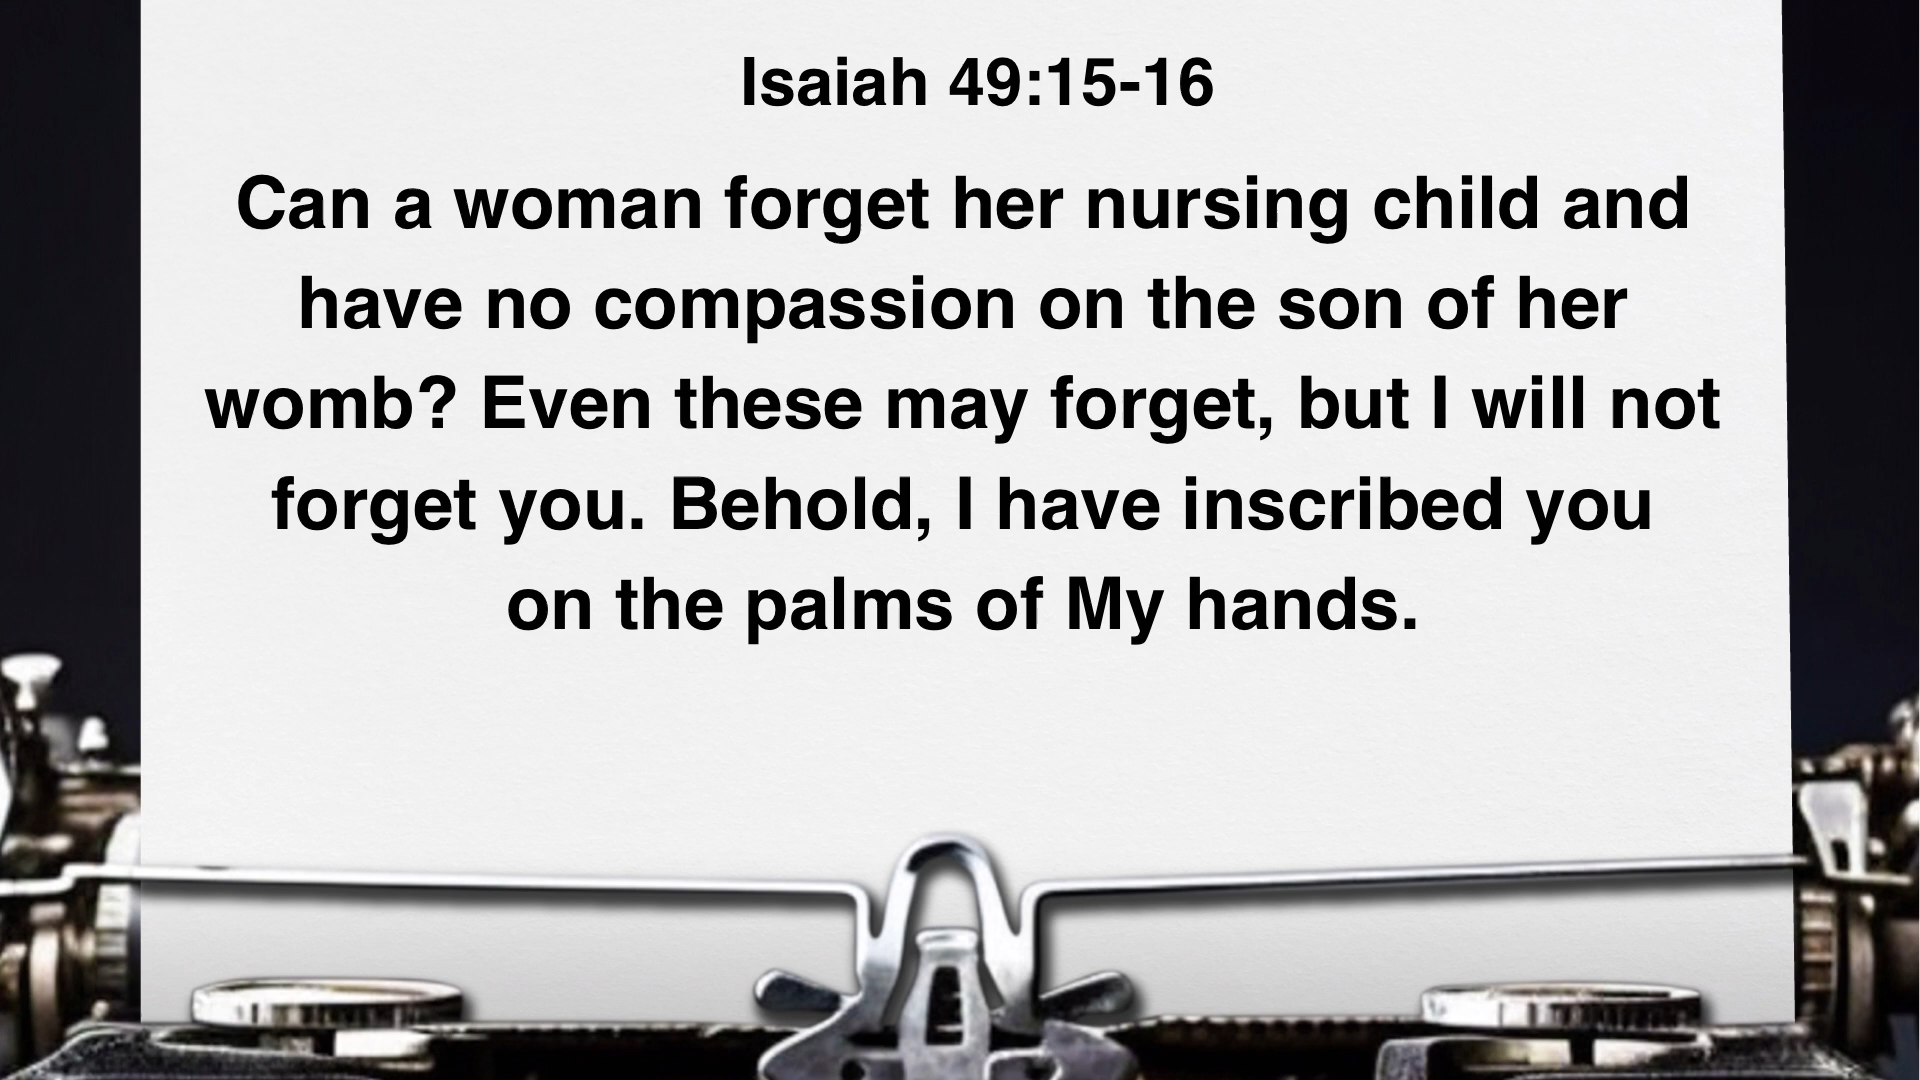 Isaiah 49:15-16
Can a woman forget her nursing child and
have no compassion on the son of her
womb? Even these may forget, but I will not
forget you. Behold, I have inscribed you
on the palms of My hands.